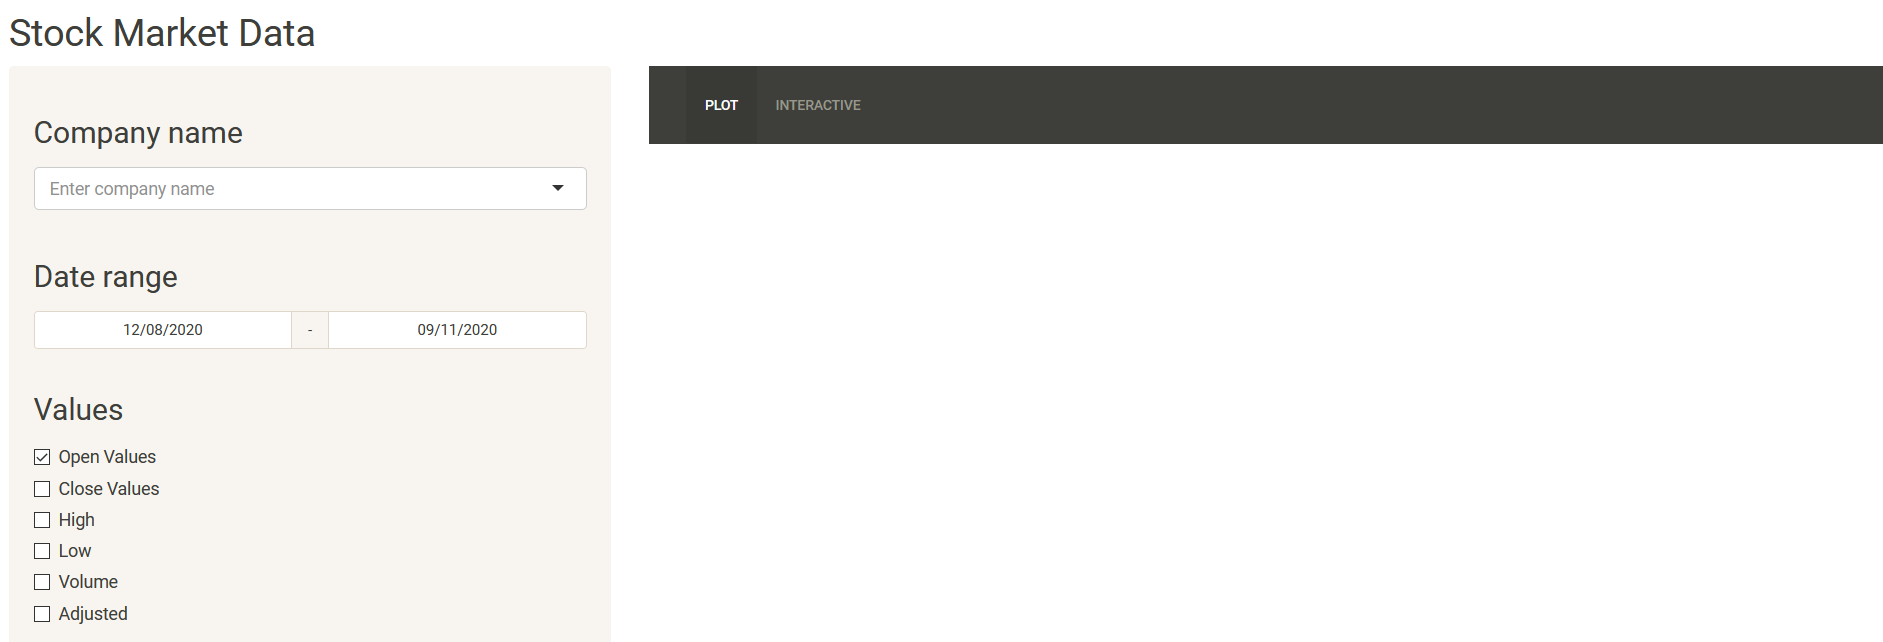 Stock Market Data
PLOT INTERACTIVE
Company name
Enter company name
Date range
12/08/2020 - 09/11/2020
Values
Open Values
Close Values
High
Low
Volume
Adjusted